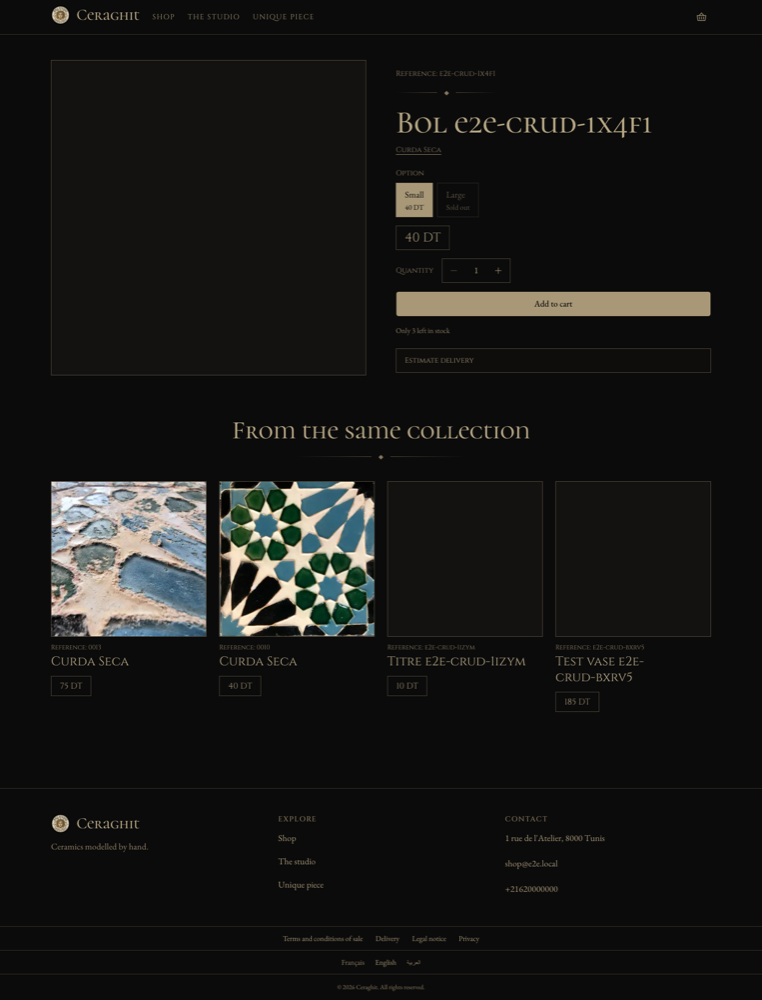 Ceraghit
SHOP
THE STUDIO
UNIQUE PIECE
Reference: e2e-crud-1x4f1
Bol e2e-crud-1x4f1
Curda Seca
Option
Small
40 DT
Large
Sold out
40 DT
Quantity
− 1 +
Add to cart
Only 3 left in stock
Estimate delivery
From the same collection
Reference: 0013
Curda Seca
75 DT
Reference: 0010
Curda Seca
40 DT
Titre e2e-crud-1izym
10 DT
Reference: e2e-crud-bxrv5
Test vase e2e-
crud-bxrv5
185 DT
Ceraghit
Ceramics modelled by hand.
EXPLORE
Shop
The studio
Unique piece
CONTACT
1 rue de l'Atelier, 8000 Tunis
shop@e2e.local
+21620000000
Terms and conditions of sale
Delivery
Legal notice
Privacy
Français
English
العربية
© 2026 Ceraghit. All rights reserved.